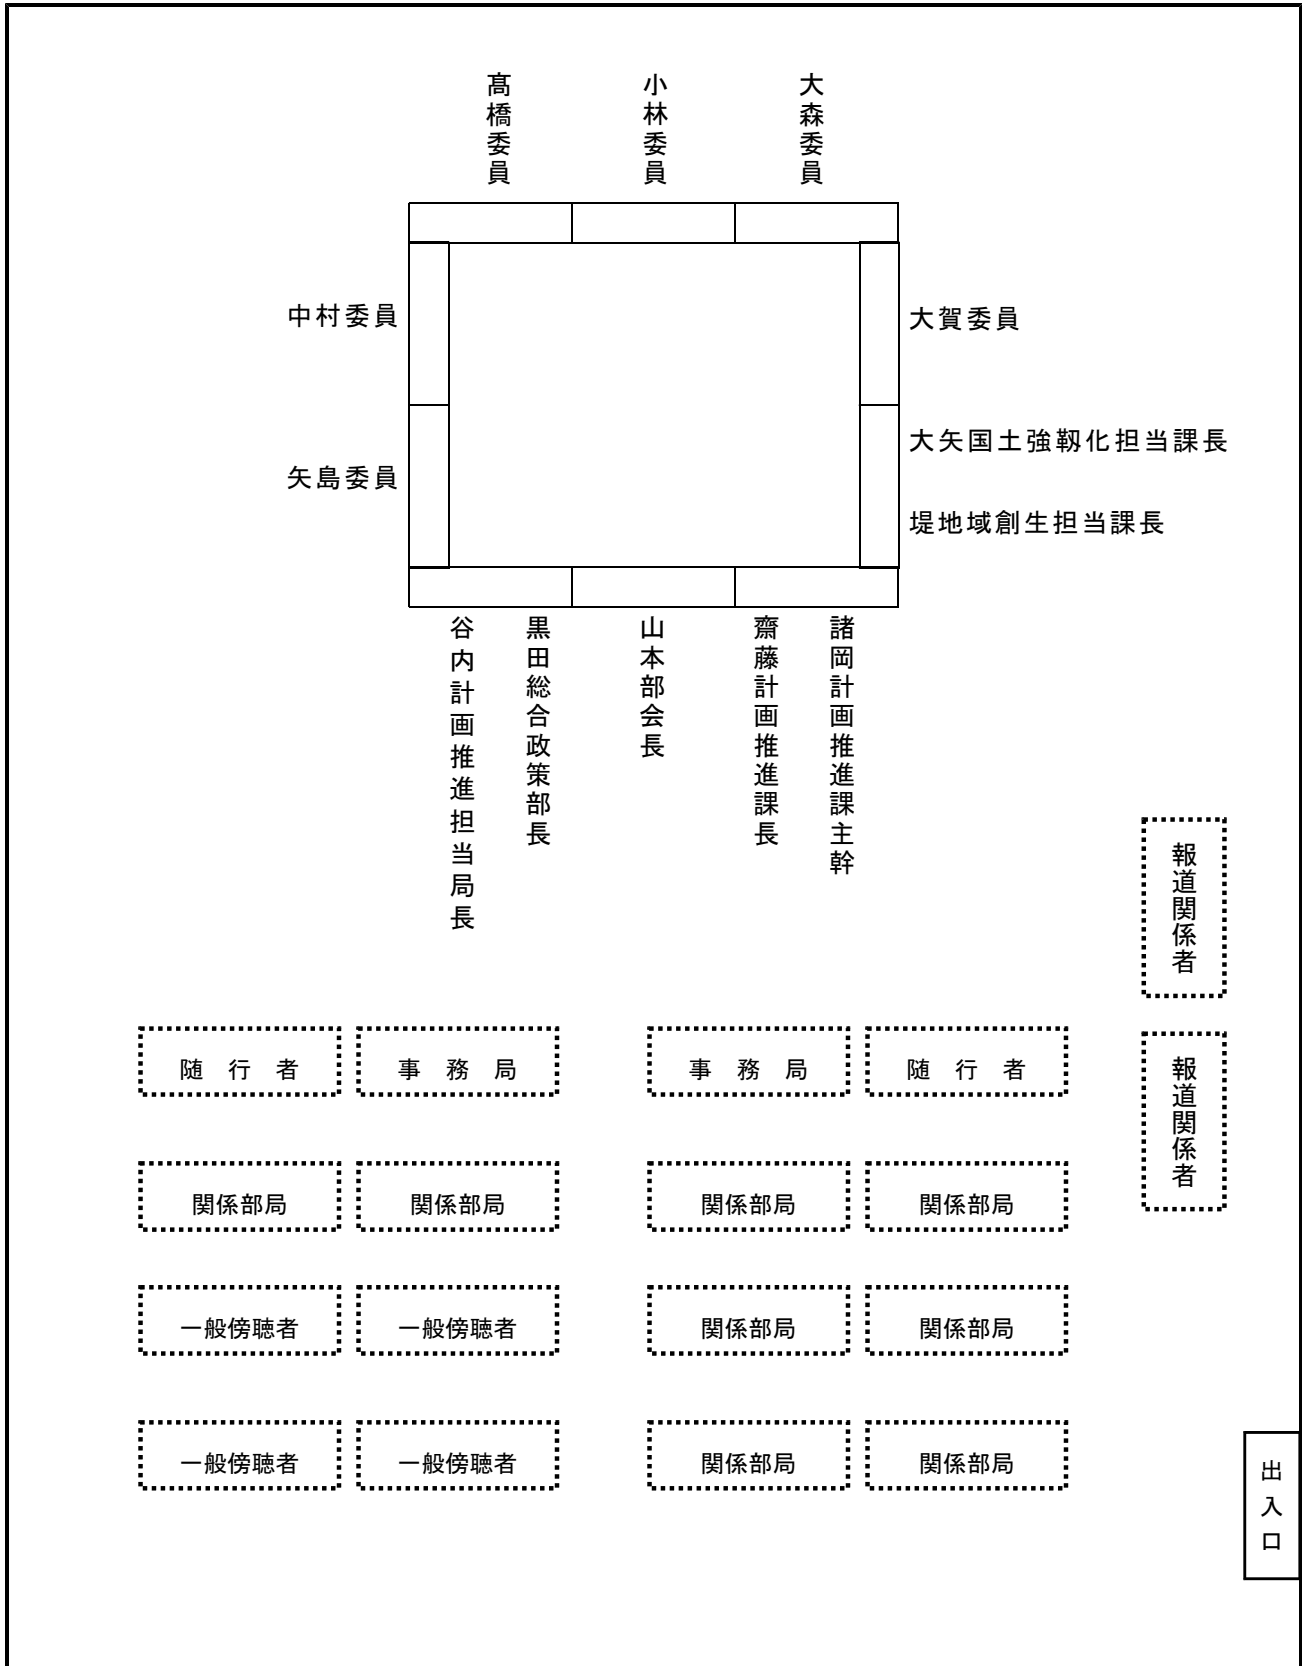 髙橋委員
小林委員
大森委員
中村委員
大賀委員
矢島委員
大矢国土強靱化担当課長
堤地域創生担当課長
谷内計画推進担当局長
黒田総合政策部長
山本部会長
齋藤計画推進課長
諸岡計画推進課主幹
報道関係者
報道関係者
随 行 者
事 務 局
事 務 局
随 行 者
関係部局
関係部局
関係部局
関係部局
一般傍聴者
一般傍聴者
関係部局
関係部局
一般傍聴者
一般傍聴者
関係部局
関係部局
出入口